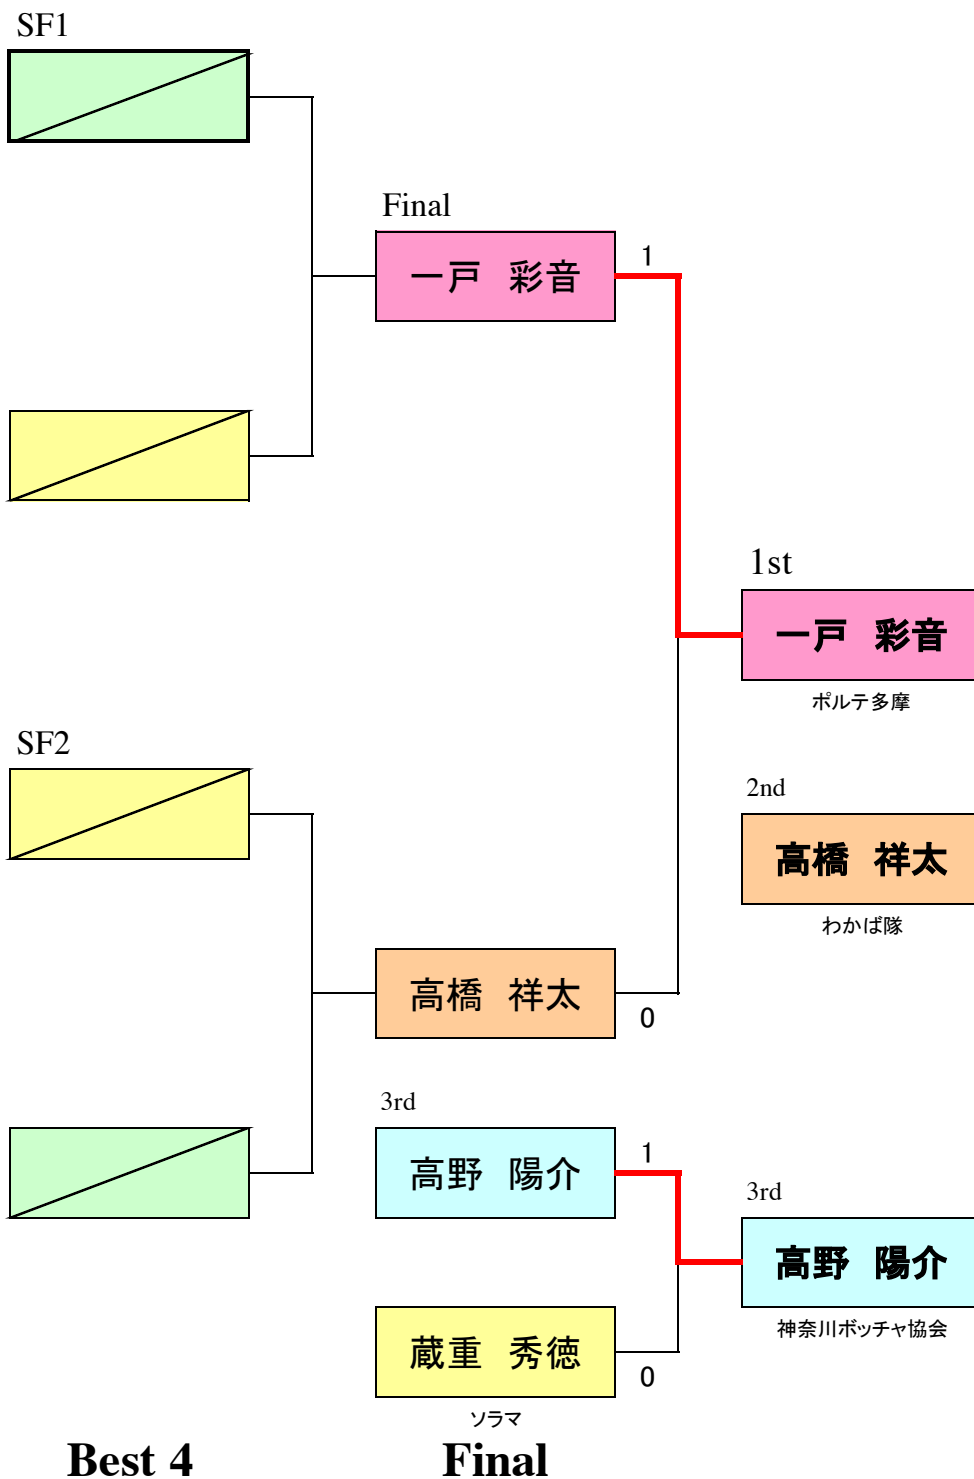 SF1
Final
一戸　彩音
1
1st
一戸　彩音
ポルテ多摩
SF2
2nd
高橋　祥太
わかば隊
高橋　祥太
0
3rd
高野　陽介
1
3rd
高野　陽介
神奈川ボッチャ協会
蔵重　秀徳
0
ソラマ
Best 4
Final